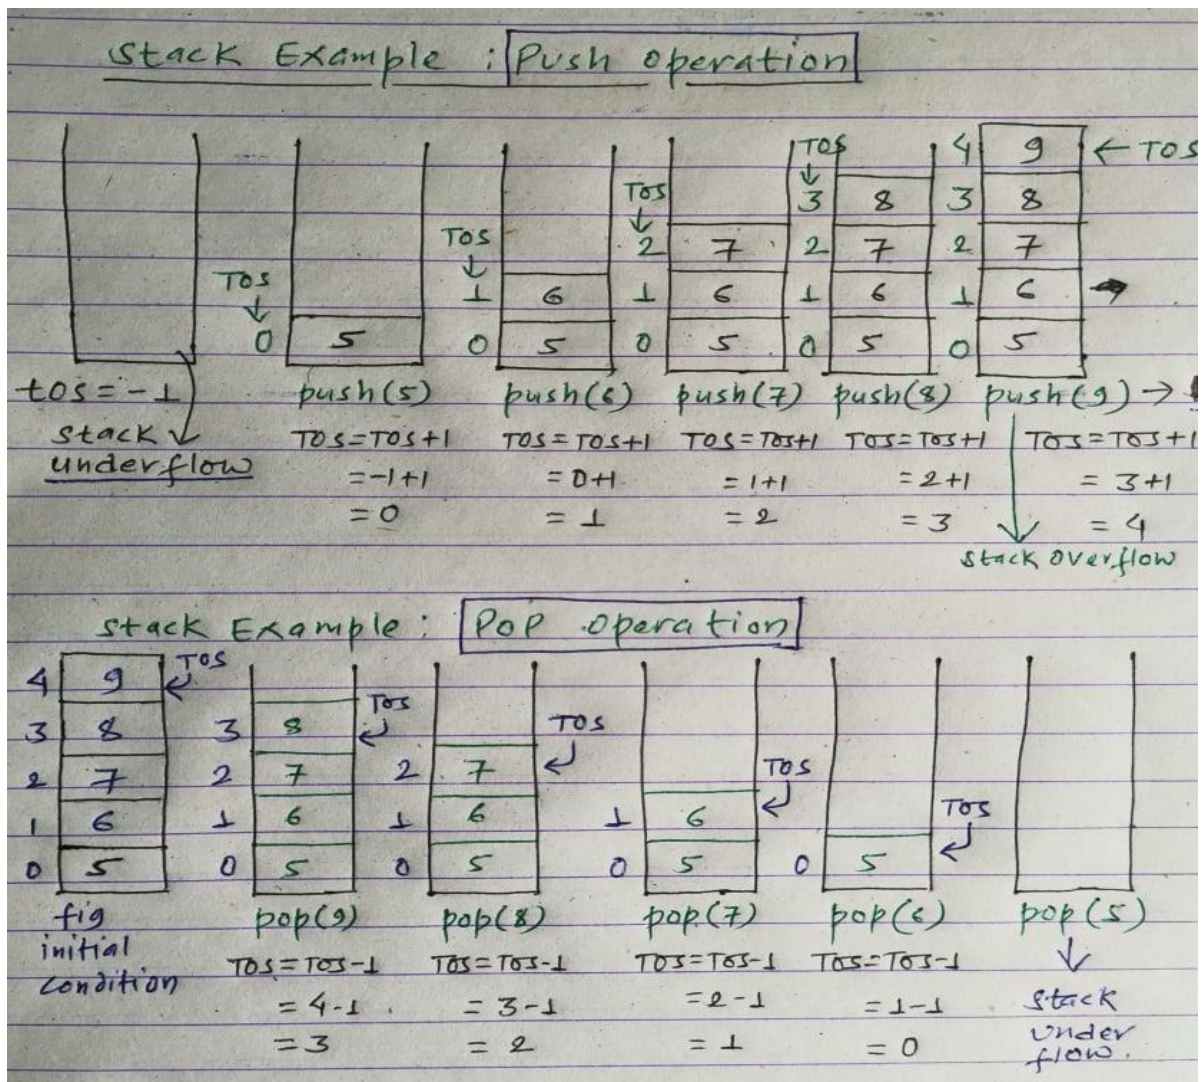 Stack Example : Push Operation
TOS
↓
0
5
push(5)
TOS=TOS+1
=-1+1
=0
tos=-1
stack
underflow
TOS
↓
1 6
0 5
push(6)
TOS=TOS+1
=0+1
=1
TOS
↓
2 7
1 6
0 5
push(7)
TOS=TOS+1
=1+1
=2
TOS
↓
3 8
2 7
1 6
0 5
push(8)
TOS=TOS+1
=2+1
=3
4 9 ← TOS
3 8
2 7
1 6
0 5
push(9) →
TOS=TOS+1
=3+1
=4
Stack Overflow
Stack Example : POP Operation
4 9 TOS
3 8
2 7
1 6
0 5
fig
initial
condition
3 8 TOS
2 7
1 6
0 5
pop(9)
TOS=TOS-1
=4-1
=3
2 7 TOS
1 6
0 5
pop(8)
TOS=TOS-1
=3-1
=2
1 6 TOS
0 5
pop(7)
TOS=TOS-1
=2-1
=1
0 5 TOS
pop(6)
TOS=TOS-1
=1-1
=0
pop(5)
↓
Stack
under
flow.